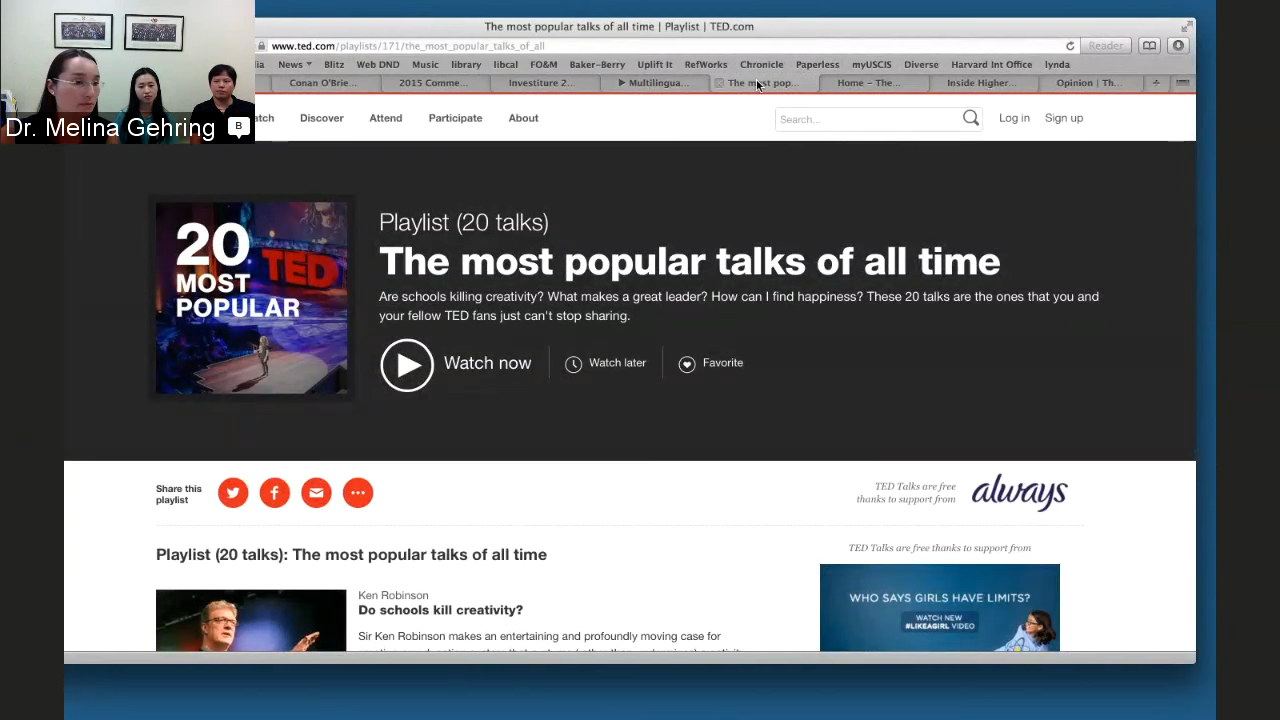 The most popular talks of all time | Playlist | TED.com
www.ted.com/playlists/171/the_most_popular_talks_of_all
Reader
ia News Blitz Web DND Music library libcal FO&M Baker-Berry Uplift It RefWorks Chronicle Paperless myUSCIS Diverse Harvard Int Office lynda
Conan O'Brie... 2015 Comme... Investiture 2... Multilingua... The most pop... Home – The... Inside Higher... Opinion | Th...
Dr. Melina Gehring B
atch Discover Attend Participate About Search... Log in Sign up
20
MOST
POPULAR
TED
Playlist (20 talks)
The most popular talks of all time
Are schools killing creativity? What makes a great leader? How can I find happiness? These 20 talks are the ones that you and
your fellow TED fans just can't stop sharing.
Watch now Watch later Favorite
Share this
playlist
TED Talks are free
thanks to support from
always
Playlist (20 talks): The most popular talks of all time
TED Talks are free thanks to support from
Ken Robinson
Do schools kill creativity?
Sir Ken Robinson makes an entertaining and profoundly moving case for
WHO SAYS GIRLS HAVE LIMITS?
WATCH NEW
#LIKEAGIRL VIDEO